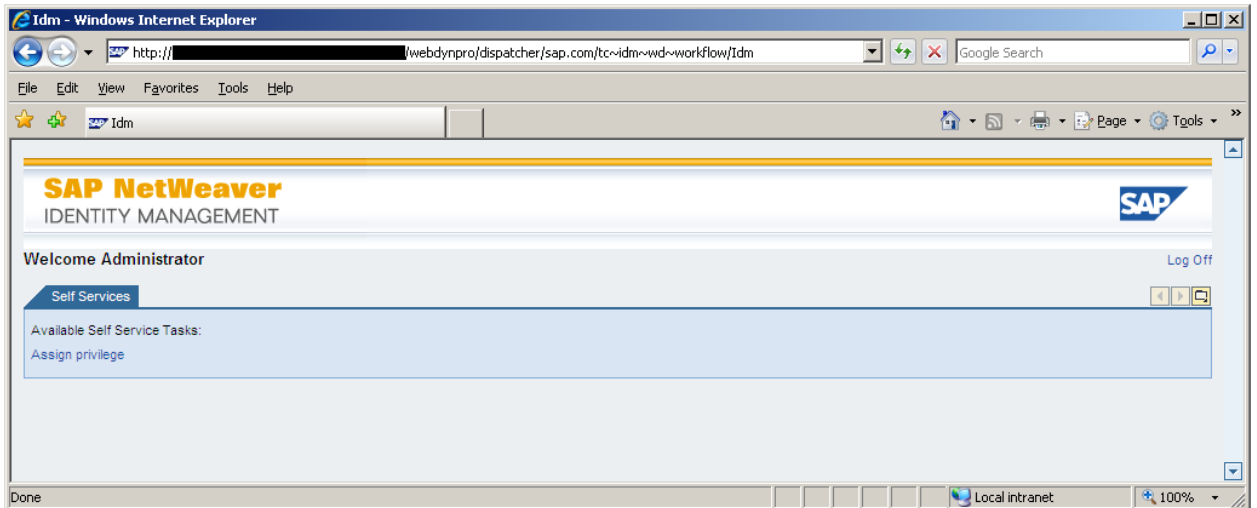 Idm - Windows Internet Explorer
http:// /webdynpro/dispatcher/sap.com/tc~idm~wd~workflow/Idm Google Search
File Edit View Favorites Tools Help
Idm Page Tools »
SAP NetWeaver
IDENTITY MANAGEMENT
SAP
Welcome Administrator Log Off
Self Services
Available Self Service Tasks:
Assign privilege
Done Local intranet 100%